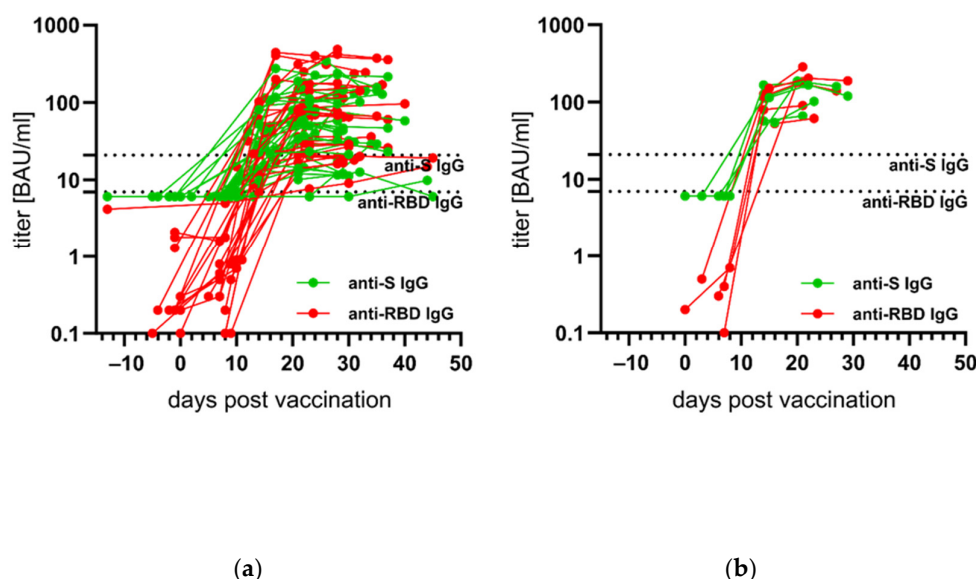 1000
100
10
1
0.1
titer [BAU/ml]
anti-S IgG
anti-RBD IgG
anti-S IgG
anti-RBD IgG
–10 0 10 20 30 40 50
days post vaccination
(a)
1000
100
10
1
0.1
titer [BAU/ml]
anti-S IgG
anti-RBD IgG
anti-S IgG
anti-RBD IgG
–10 0 10 20 30 40 50
days post vaccination
(b)